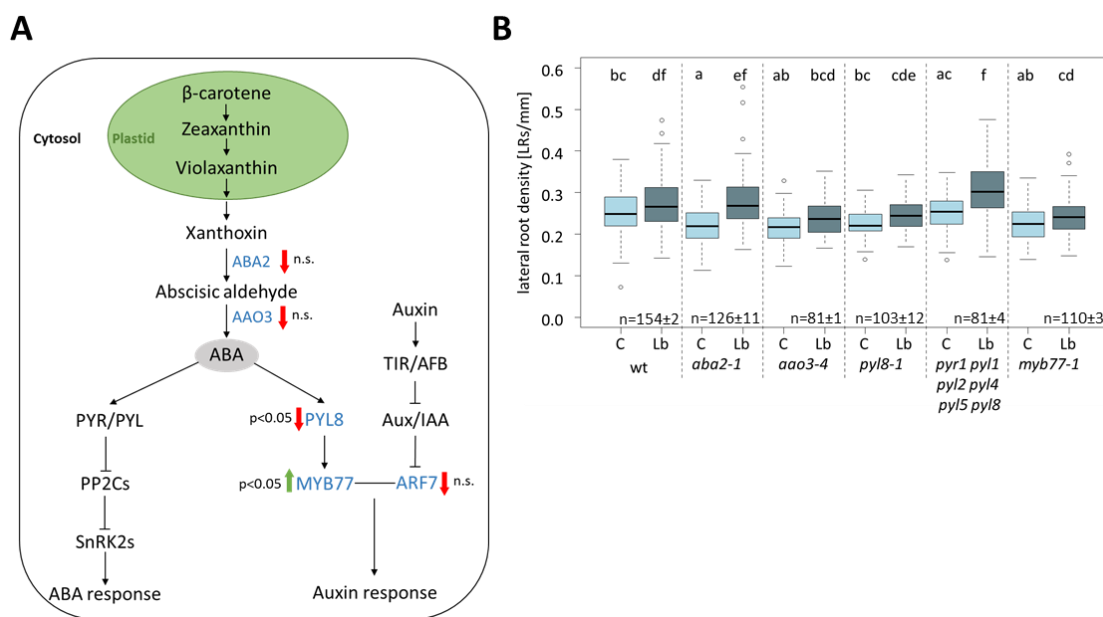 A
β-carotene
Cytosol
Plastid
Zeaxanthin
Violaxanthin
Xanthoxin
ABA2 n.s.
Abscisic aldehyde
AAO3 n.s.
Auxin
ABA
TIR/AFB
PYR/PYL
p<0.05 PYL8
Aux/IAA
PP2Cs
p<0.05 MYB77
ARF7 n.s.
SnRK2s
ABA response
Auxin response
B
lateral root density [LRs/mm]
0.6
0.5
0.4
0.3
0.2
0.1
0.0
bc df a ef ab bcd bc cde ac f ab cd
n=154±2 n=126±11 n=81±1 n=103±12 n=81±4 n=110±3
C Lb C Lb C Lb C Lb C Lb C Lb
wt aba2-1 aao3-4 pyl8-1 pyr1 pyl1 myb77-1
pyl2 pyl4
pyl5 pyl8